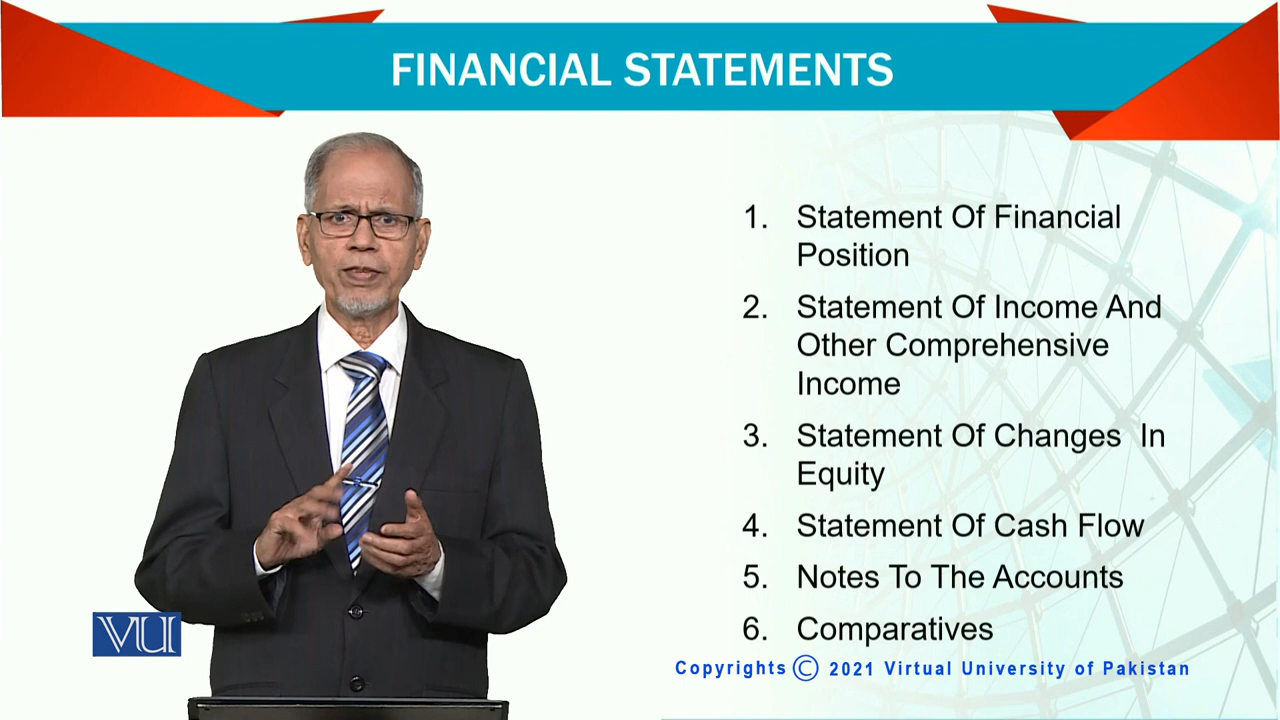 FINANCIAL STATEMENTS
1. Statement Of Financial
Position
2. Statement Of Income And
Other Comprehensive
Income
3. Statement Of Changes In
Equity
4. Statement Of Cash Flow
5. Notes To The Accounts
6. Comparatives
VU
Copyrights © 2021 Virtual University of Pakistan